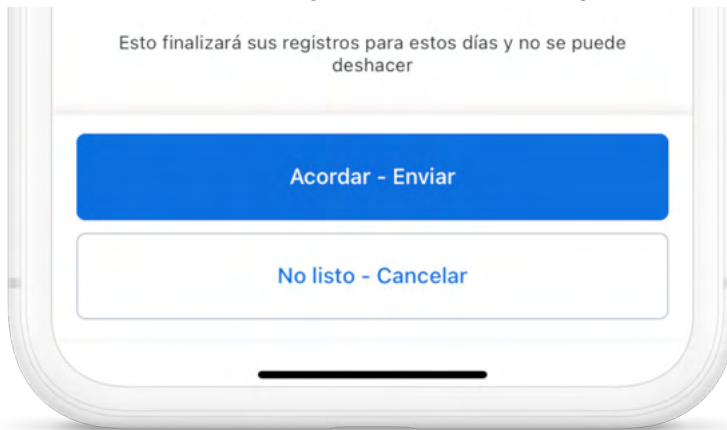 Esto finalizará sus registros para estos días y no se puede
deshacer
Acordar - Enviar
No listo - Cancelar